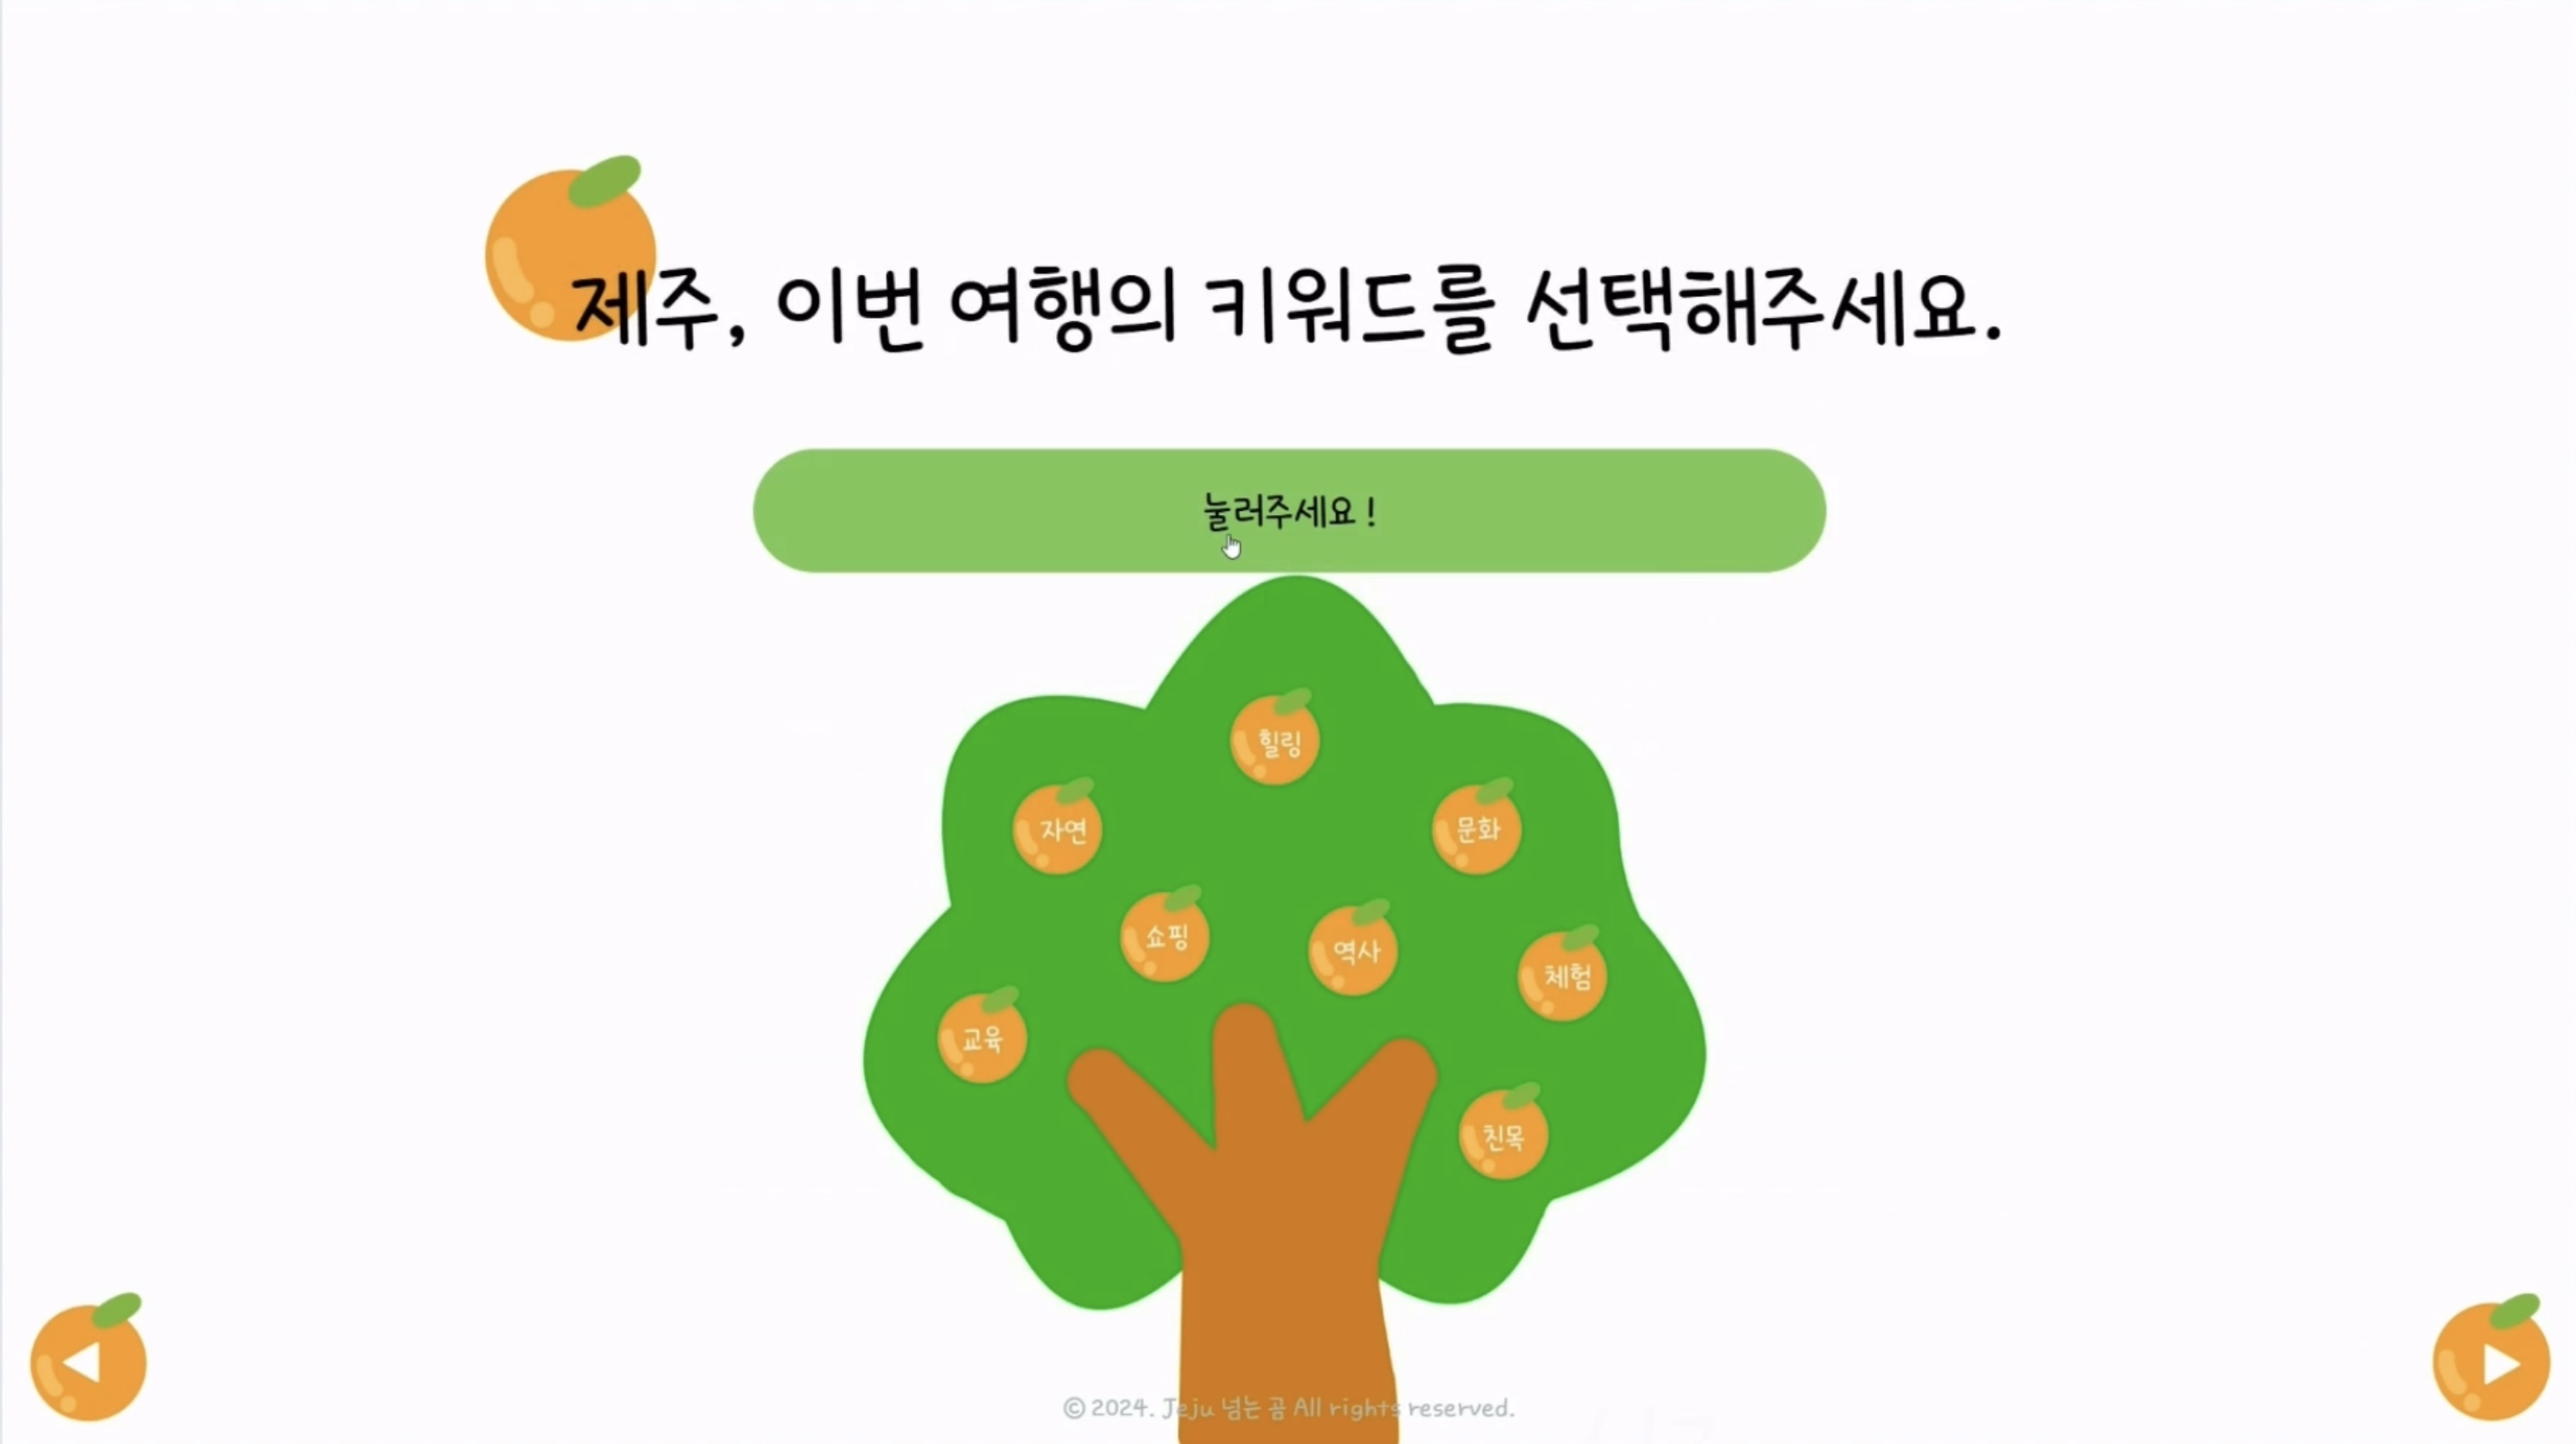 제주, 이번 여행의 키워드를 선택해주세요.
눌러주세요 !
힐링
자연
문화
쇼핑
역사
체험
교육
친목
© 2024. Jeju 넘는 곰 All rights reserved.